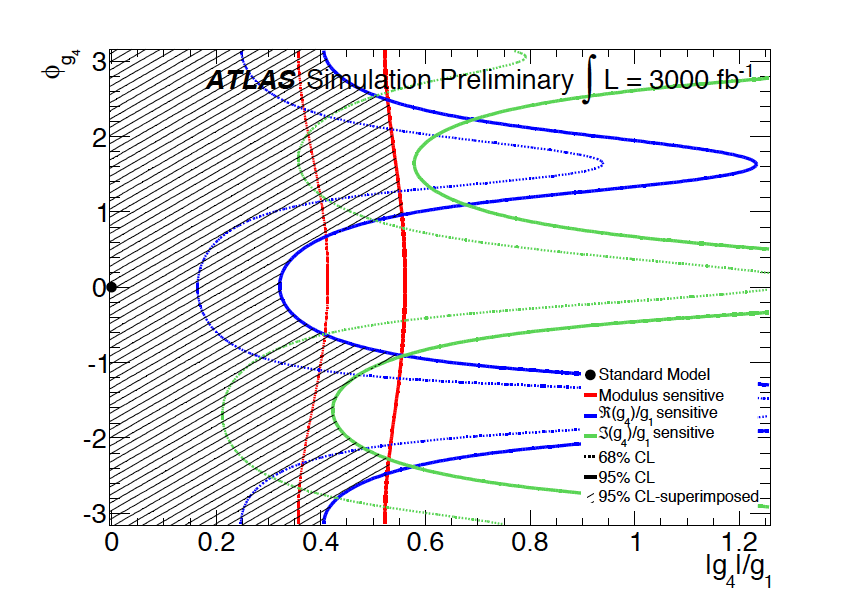 ϕg4
3
2
1
0
-1
-2
-3
ATLAS Simulation Preliminary ∫ L = 3000 fb-1
Standard Model
Modulus sensitive
ℜ(g4)/g1 sensitive
ℑ(g4)/g1 sensitive
68% CL
95% CL
95% CL-superimposed
0 0.2 0.4 0.6 0.8 1 1.2
|g4|/g1